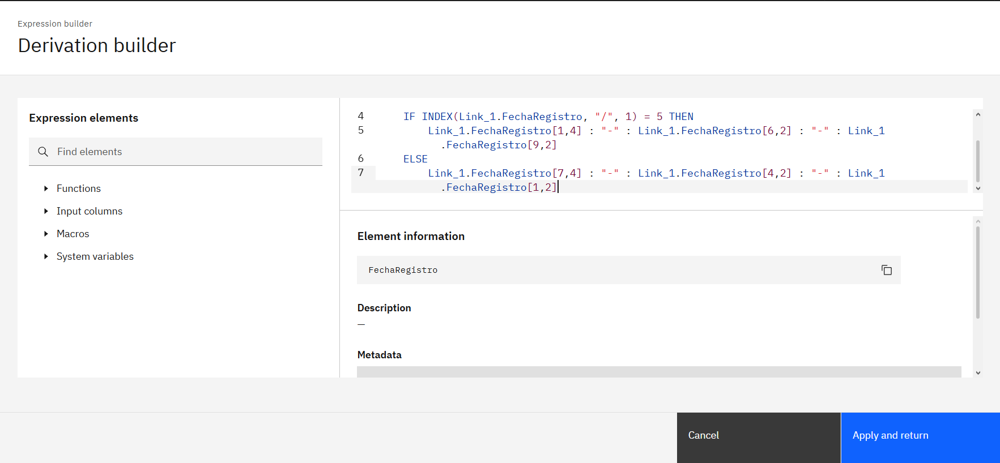 Expression builder
Derivation builder
Expression elements
Find elements
Functions
Input columns
Macros
System variables
4 IF INDEX(Link_1.FechaRegistro, "/", 1) = 5 THEN
5 Link_1.FechaRegistro[1,4] : "-" : Link_1.FechaRegistro[6,2] : "-" : Link_1
.FechaRegistro[9,2]
6 ELSE
7 Link_1.FechaRegistro[7,4] : "-" : Link_1.FechaRegistro[4,2] : "-" : Link_1
.FechaRegistro[1,2]
Element information
FechaRegistro
Description
—
Metadata
Cancel
Apply and return